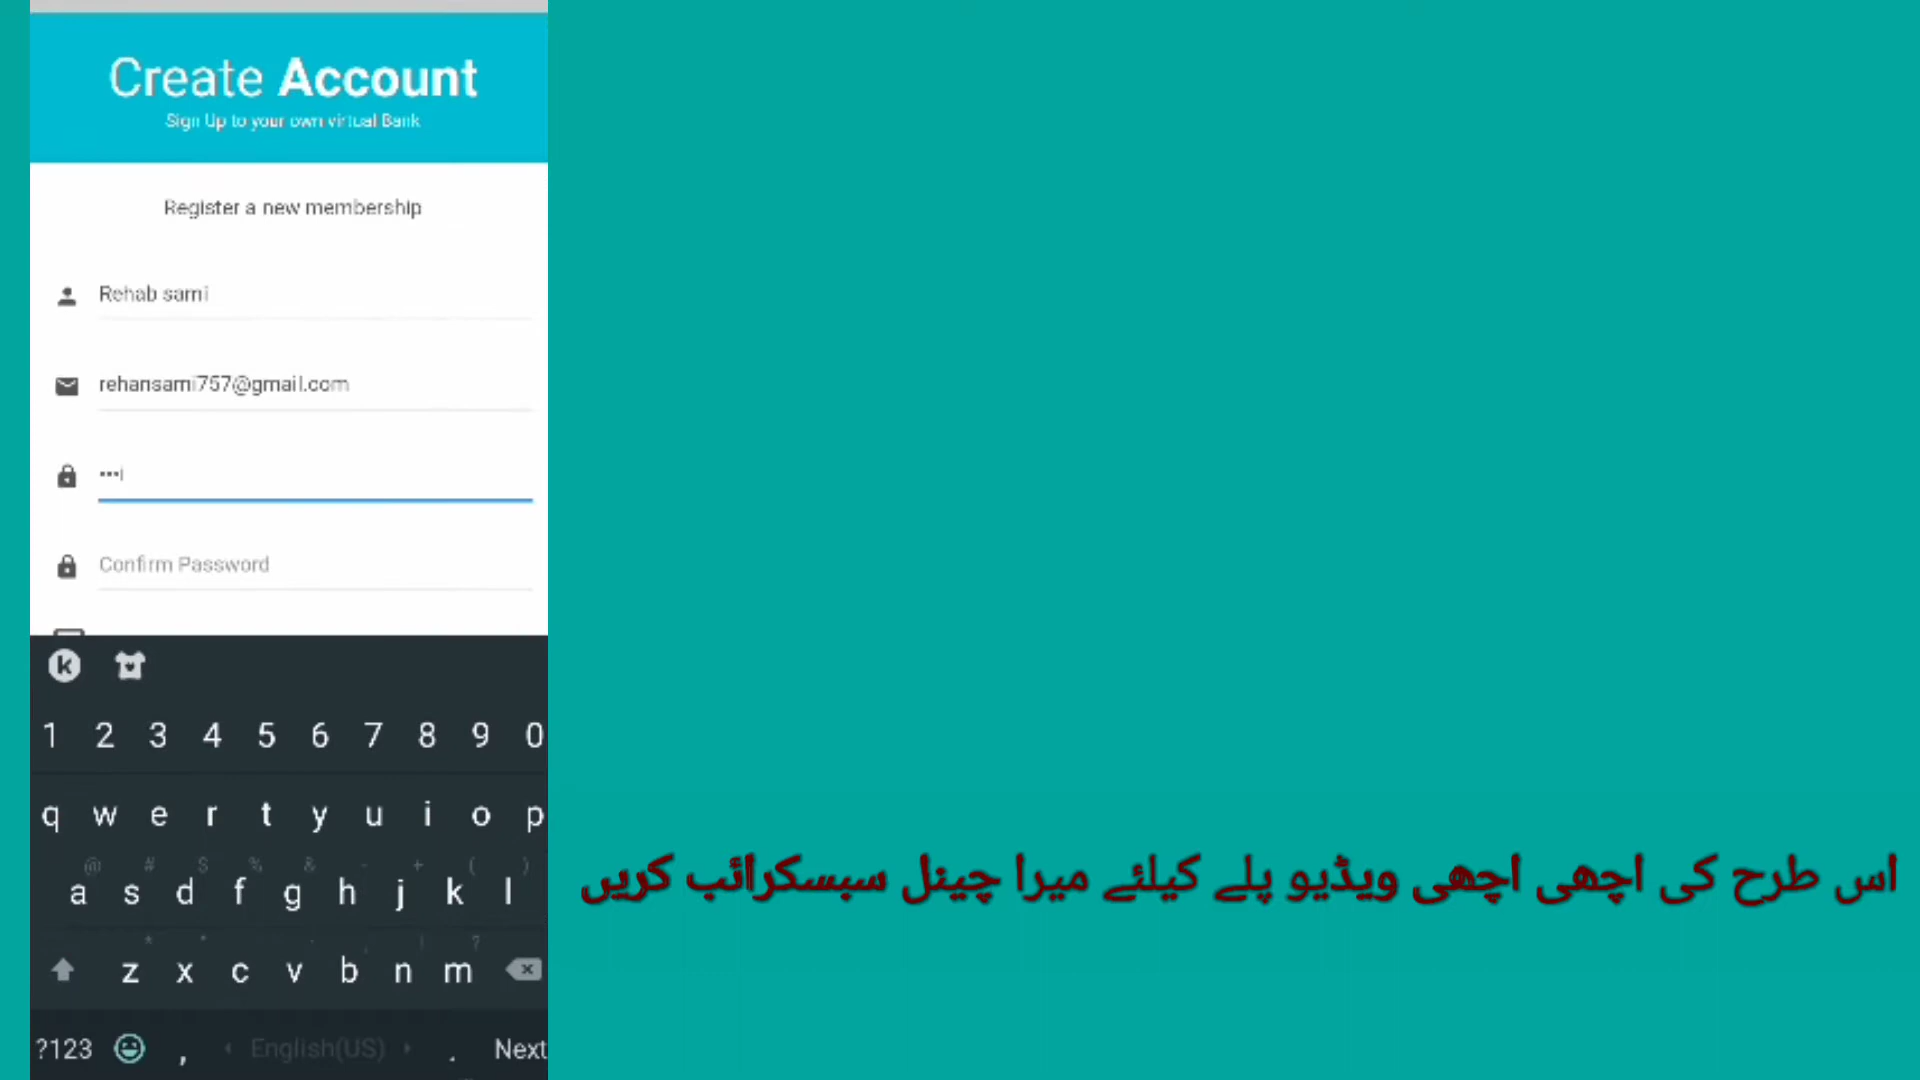 Create Account
Sign Up to your own virtual Bank
Register a new membership
Rehab sami
rehansami757@gmail.com
Confirm Password
1 2 3 4 5 6 7 8 9 0
q w e r t y u i o p
@ # $ % & - + ( )
a s d f g h j k l
z x c v b n m
?123 , English(US) . Next
اس طرح کی اچھی اچھی ویڈیو پلے کیلئے میرا چینل سبسکرائب کریں